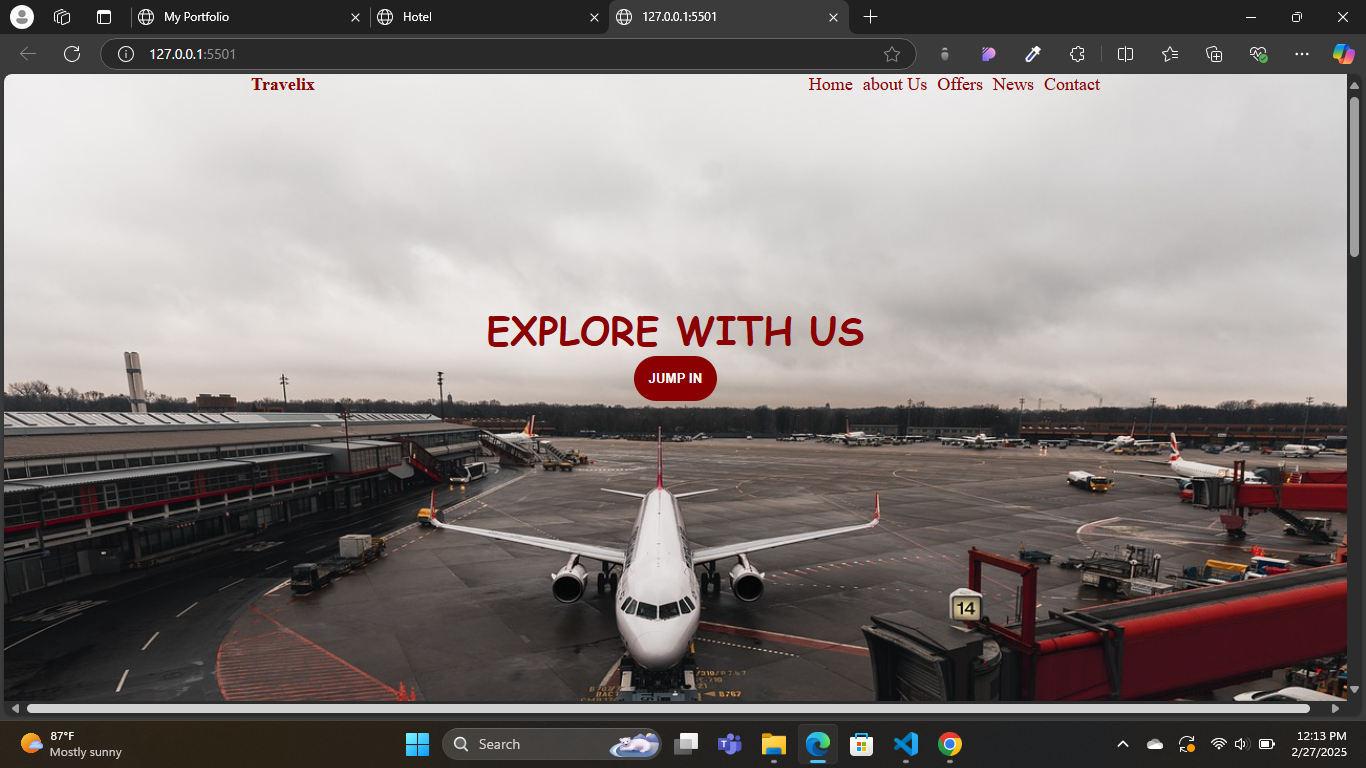 My Portfolio
Hotel
127.0.0.1:5501
127.0.0.1:5501
Travelix
Home about Us Offers News Contact
EXPLORE WITH US
JUMP IN
14
B767
87°F
Mostly sunny
Search
12:13 PM
2/27/2025